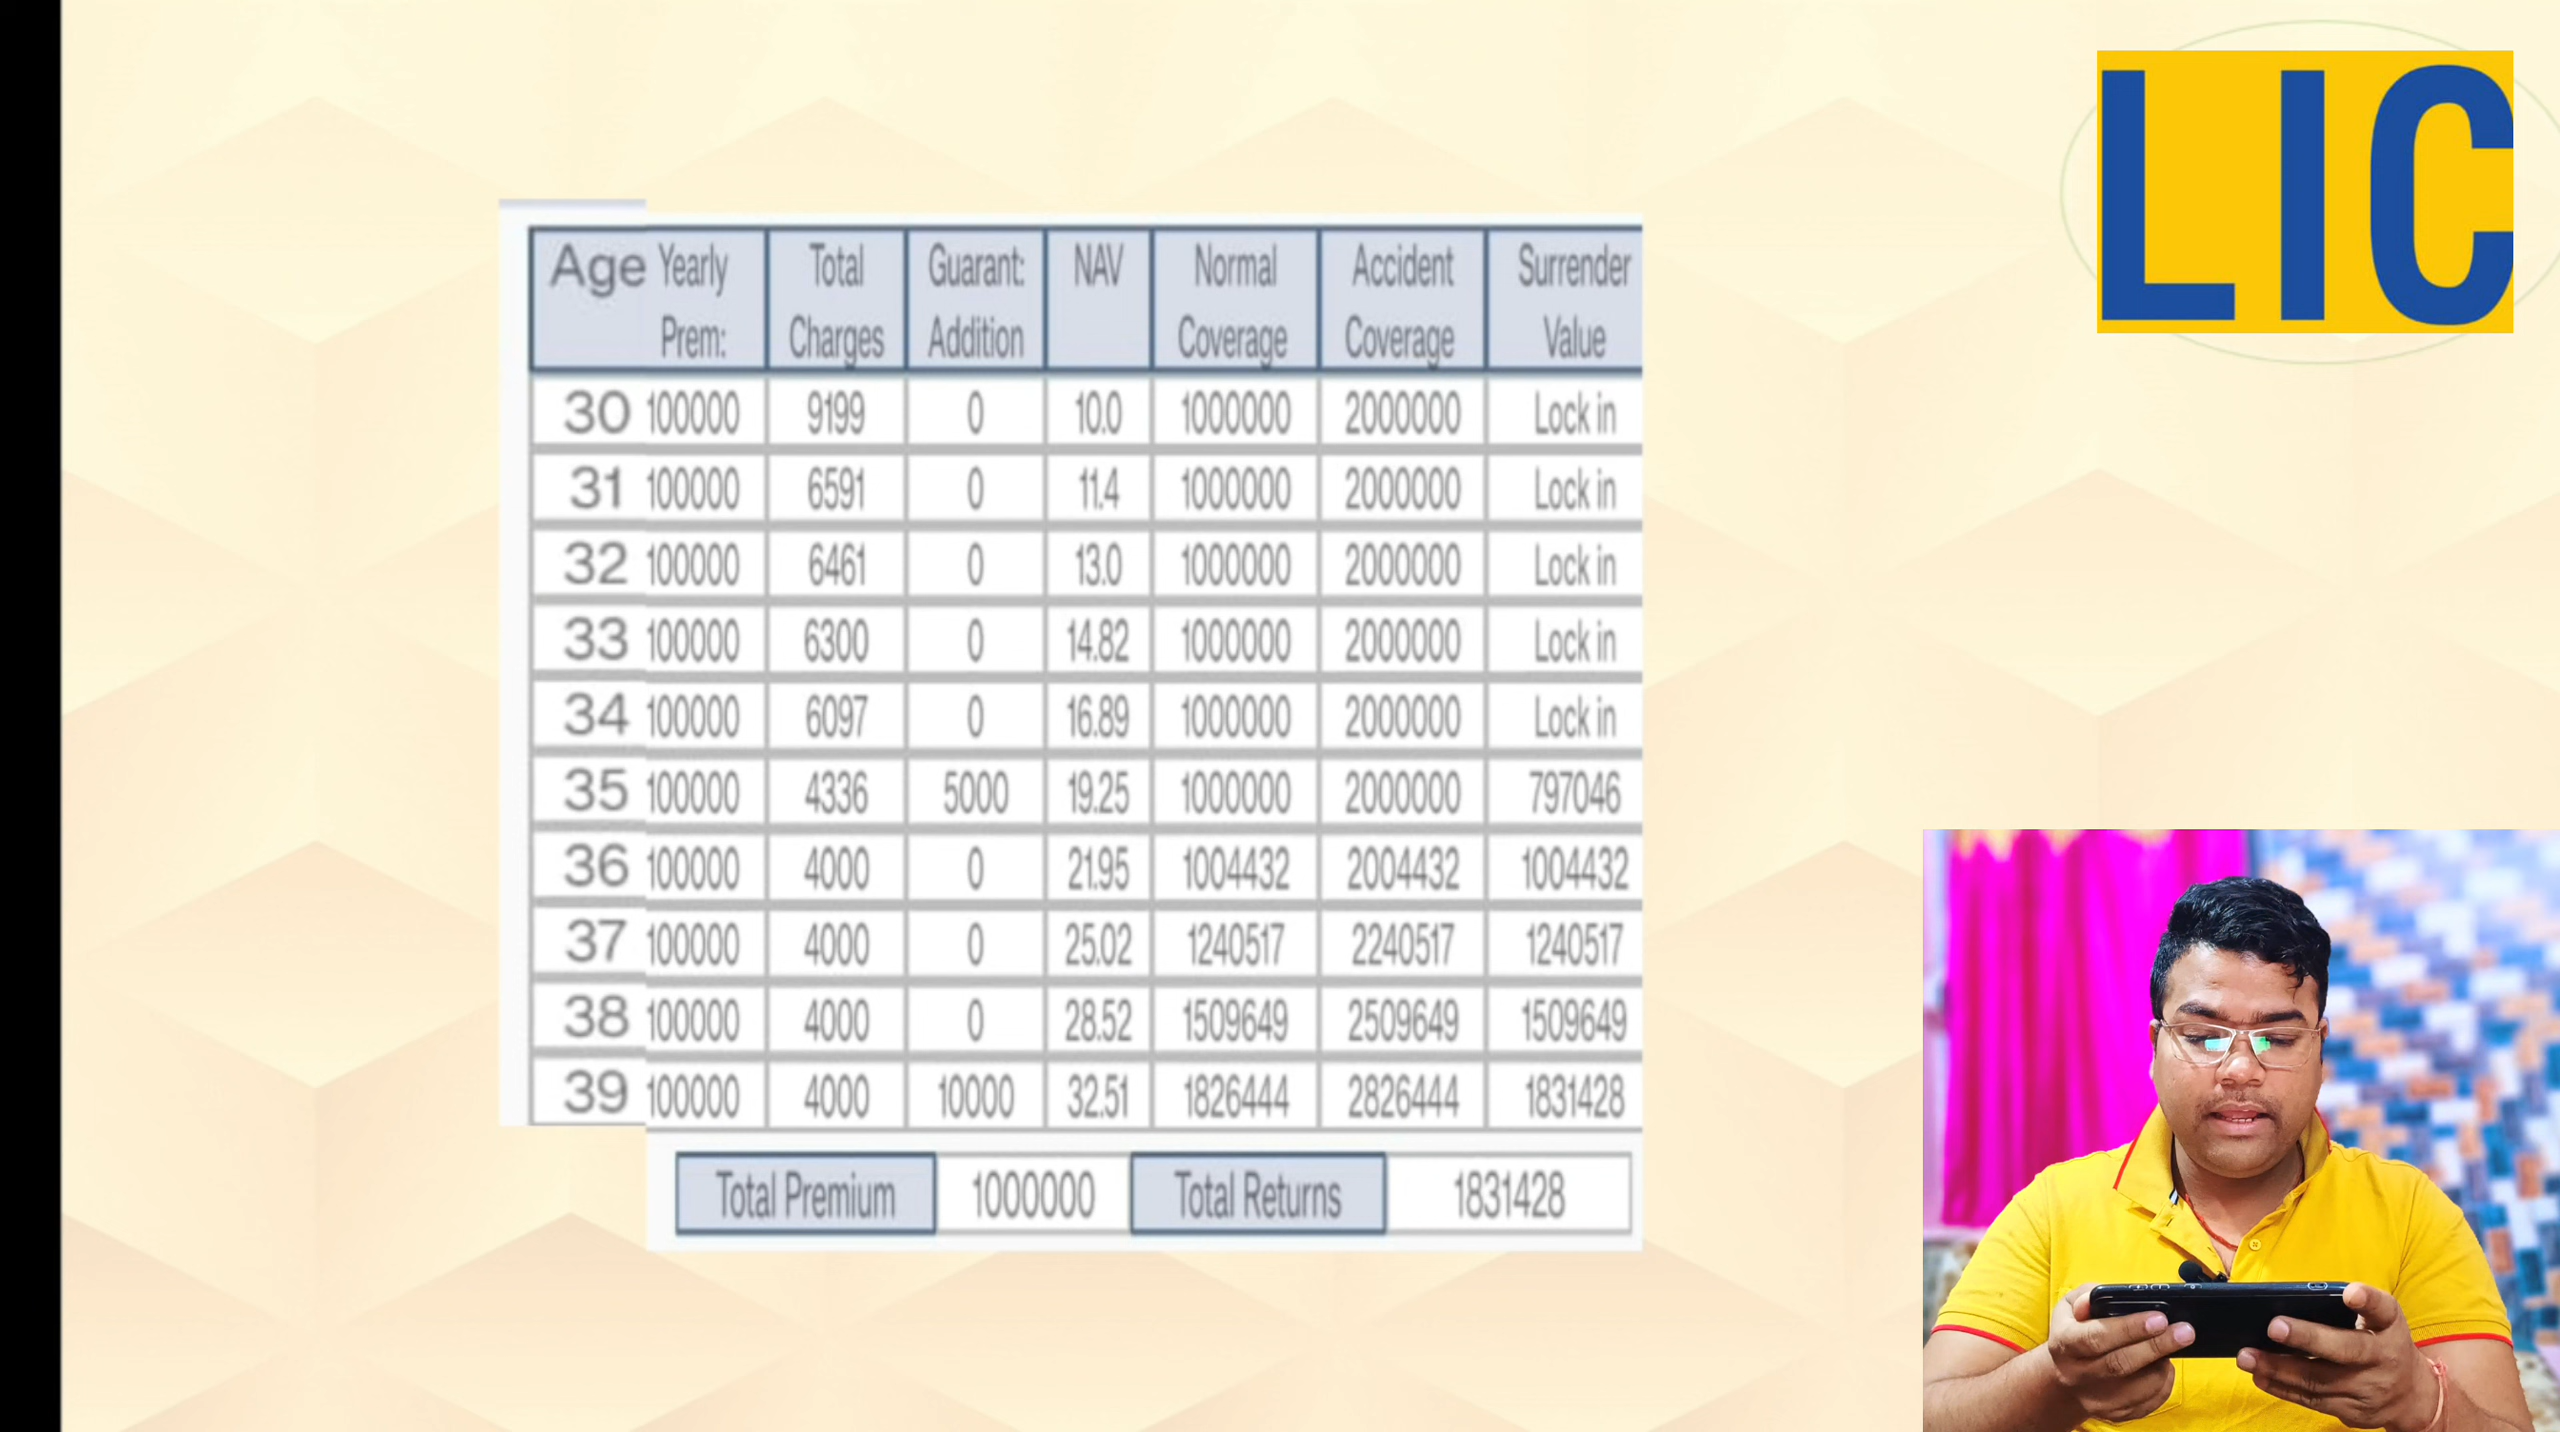 LIC
Age Yearly Prem: Total Charges Guarant: Addition NAV Normal Coverage Accident Coverage Surrender Value
30 100000 9199 0 10.0 1000000 2000000 Lock in
31 100000 6591 0 11.4 1000000 2000000 Lock in
32 100000 6461 0 13.0 1000000 2000000 Lock in
33 100000 6300 0 14.82 1000000 2000000 Lock in
34 100000 6097 0 16.89 1000000 2000000 Lock in
35 100000 4336 5000 19.25 1000000 2000000 797046
36 100000 4000 0 21.95 1004432 2004432 1004432
37 100000 4000 0 25.02 1240517 2240517 1240517
38 100000 4000 0 28.52 1509649 2509649 1509649
39 100000 4000 10000 32.51 1826444 2826444 1831428
Total Premium 1000000 Total Returns 1831428